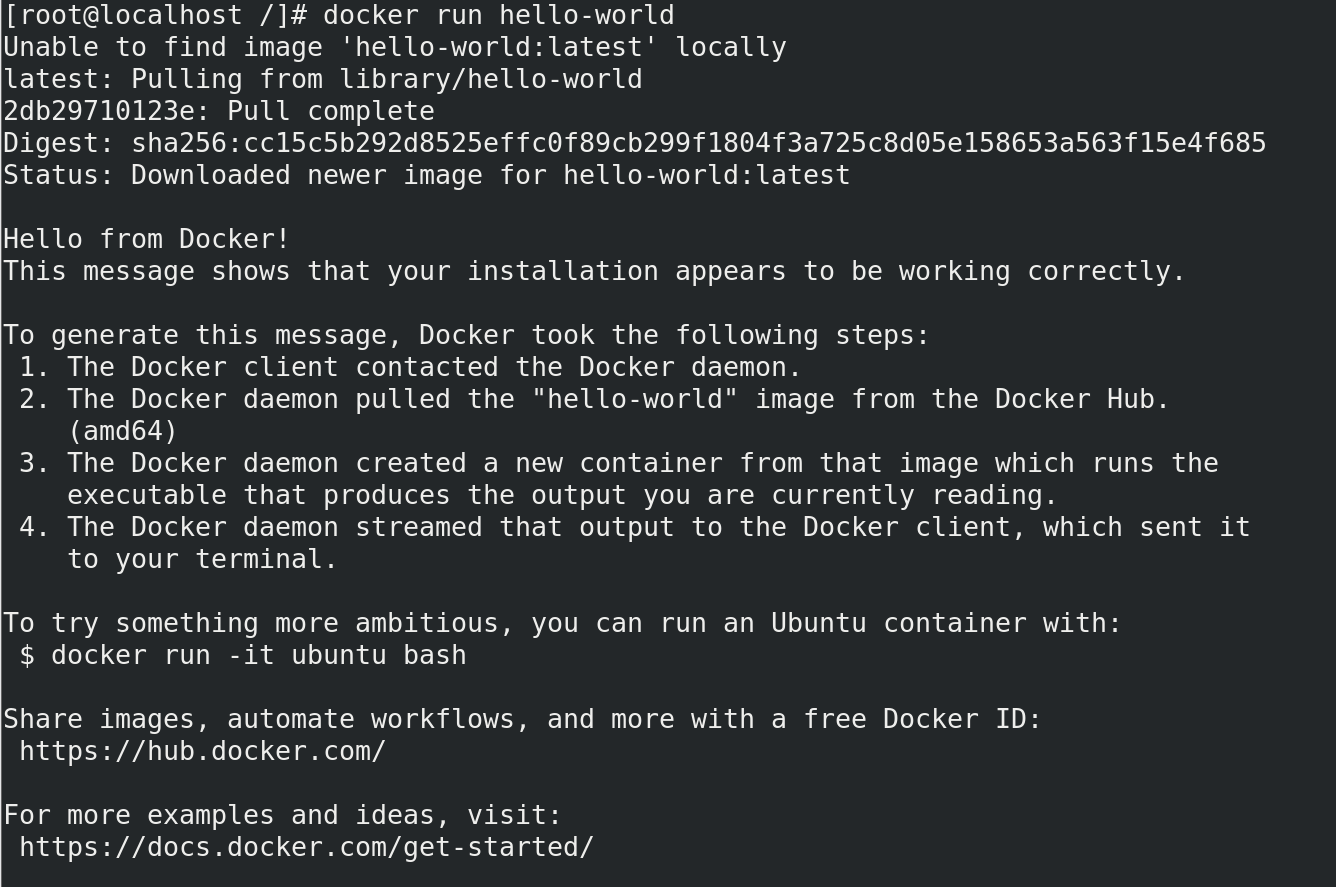 [root@localhost /]# docker run hello-world
Unable to find image 'hello-world:latest' locally
latest: Pulling from library/hello-world
2db29710123e: Pull complete
Digest: sha256:cc15c5b292d8525effc0f89cb299f1804f3a725c8d05e158653a563f15e4f685
Status: Downloaded newer image for hello-world:latest

Hello from Docker!
This message shows that your installation appears to be working correctly.

To generate this message, Docker took the following steps:
 1. The Docker client contacted the Docker daemon.
 2. The Docker daemon pulled the "hello-world" image from the Docker Hub.
    (amd64)
 3. The Docker daemon created a new container from that image which runs the
    executable that produces the output you are currently reading.
 4. The Docker daemon streamed that output to the Docker client, which sent it
    to your terminal.

To try something more ambitious, you can run an Ubuntu container with:
 $ docker run -it ubuntu bash

Share images, automate workflows, and more with a free Docker ID:
 https://hub.docker.com/

For more examples and ideas, visit:
 https://docs.docker.com/get-started/